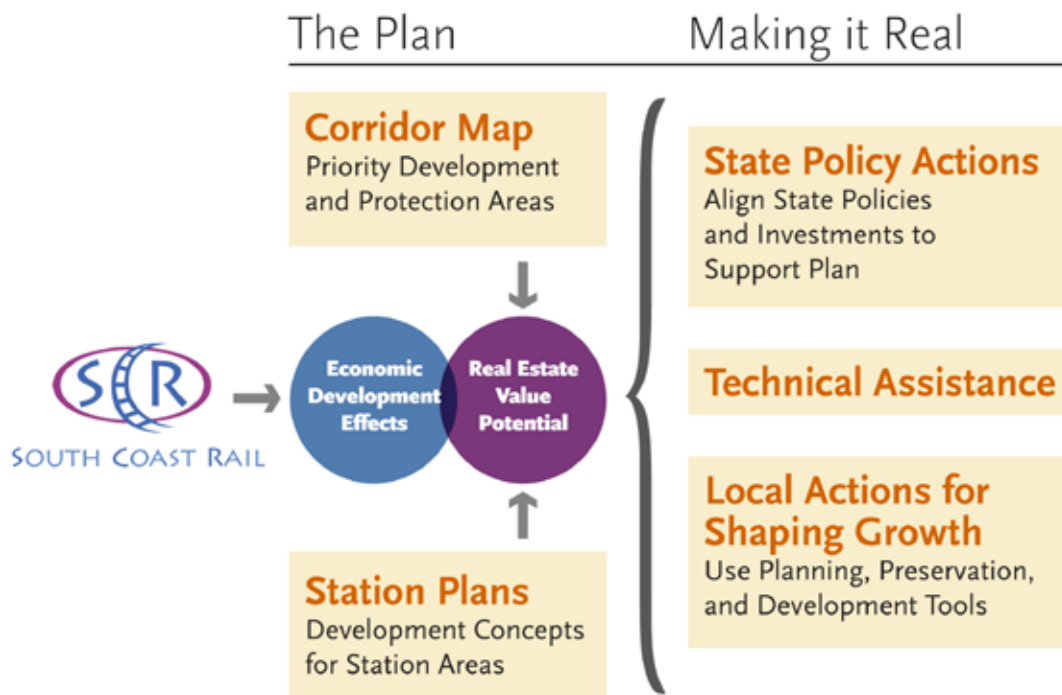 The Plan
Making it Real
Corridor Map
Priority Development
and Protection Areas
SCR
SOUTH COAST RAIL
Economic
Development
Effects
Real Estate
Value
Potential
Station Plans
Development Concepts
for Station Areas
State Policy Actions
Align State Policies
and Investments to
Support Plan
Technical Assistance
Local Actions for
Shaping Growth
Use Planning, Preservation,
and Development Tools